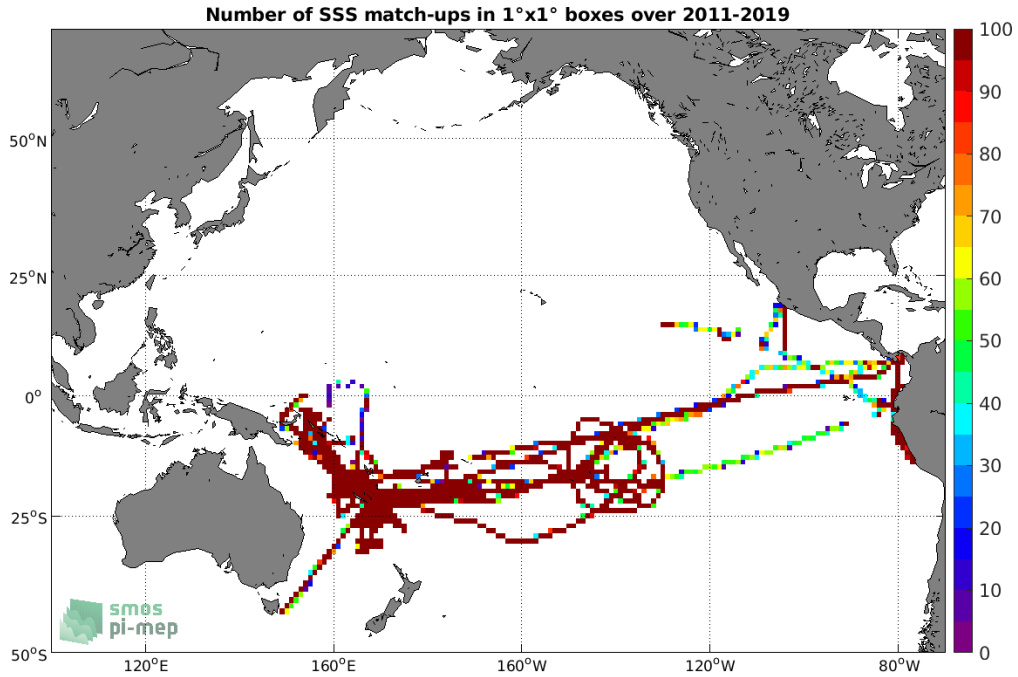 Number of SSS match-ups in 1°x1° boxes over 2011-2019
100
90
80
70
60
50
40
30
20
10
0
50°N
25°N
0°
25°S
50°S
120°E
160°E
160°W
120°W
80°W
smos
pi-mep